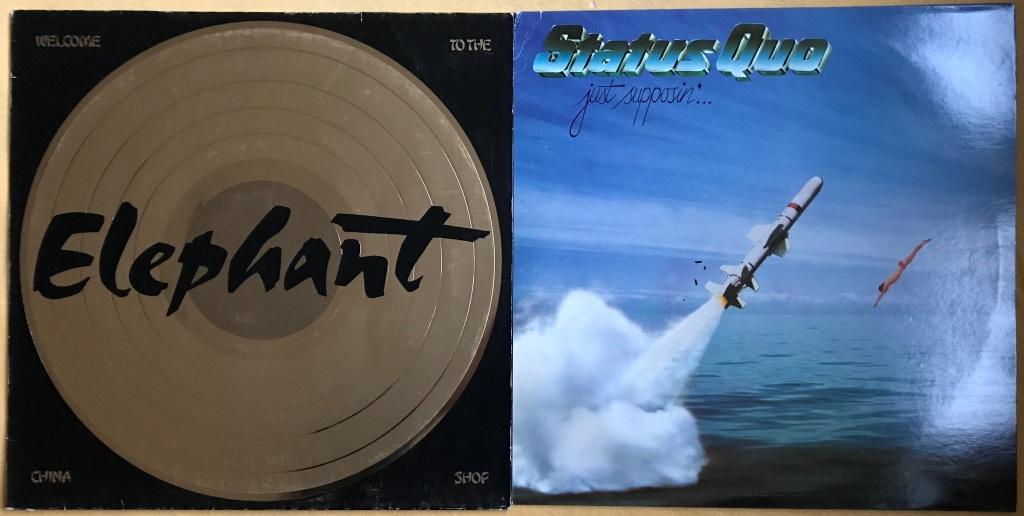 WELCOME TO THE
Elephant
CHINA SHOP
Status Quo
just supposin'...